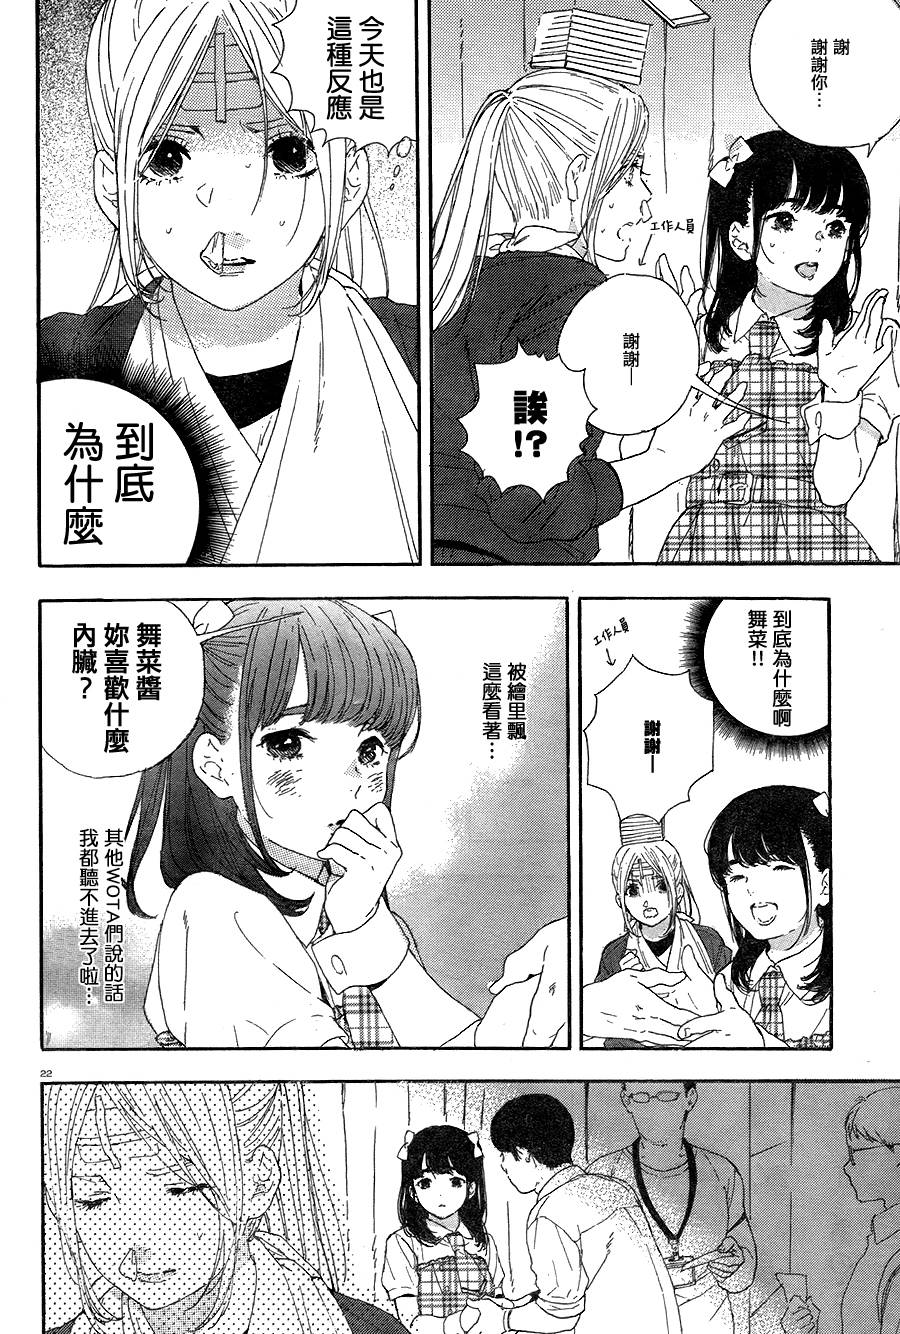 謝
謝謝你…
工作人員
謝謝—
誒!?
今天也是
這種反應
到底
為什麼
到底為什麼啊
舞菜!!
工作人員
謝謝—
被繪里飄
這麼看著…
舞菜醬
妳喜歡什麼
內臟？
其他WOTA們說的話
我都聽不進去了啦…
22